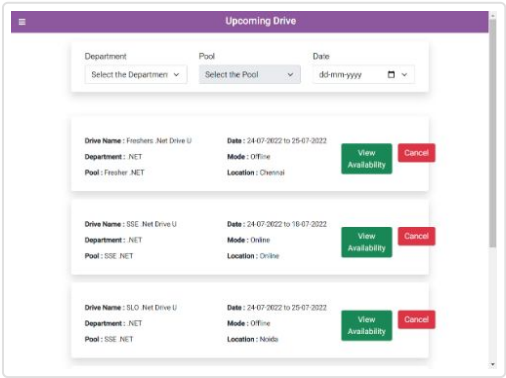 Upcoming Drive
Department
Pool
Date
Select the Departmen
Select the Pool
dd-mm-yyyy
Drive Name : Freshers .Net Drive U
Date : 24-07-2022 to 25-07-2022
Department : .NET
Mode : Offline
Pool : Fresher .NET
Location : Chennai
View
Availability
Cancel
Drive Name : SSE .Net Drive U
Date : 24-07-2022 to 18-07-2022
Department : .NET
Mode : Online
Pool : SSE .NET
Location : Online
View
Availability
Cancel
Drive Name : SLO .Net Drive U
Date : 24-07-2022 to 25-07-2022
Department : .NET
Mode : Offline
Pool : SSE .NET
Location : Noida
View
Availability
Cancel